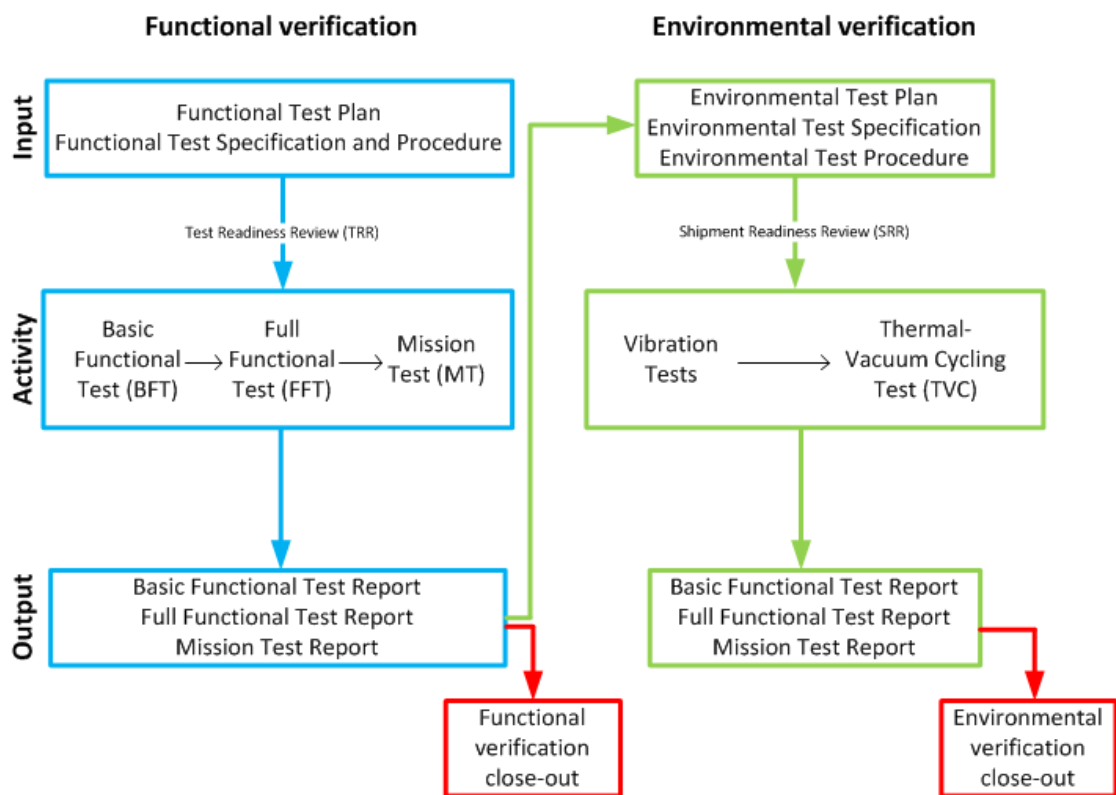 Functional verification
Environmental verification
Input
Functional Test Plan
Functional Test Specification and Procedure
Environmental Test Plan
Environmental Test Specification
Environmental Test Procedure
Test Readiness Review (TRR)
Shipment Readiness Review (SRR)
Activity
Basic
Functional
Test (BFT)
Full
Functional
Test (FFT)
Mission
Test (MT)
Vibration
Tests
Thermal-
Vacuum Cycling
Test (TVC)
Output
Basic Functional Test Report
Full Functional Test Report
Mission Test Report
Basic Functional Test Report
Full Functional Test Report
Mission Test Report
Functional
verification
close-out
Environmental
verification
close-out